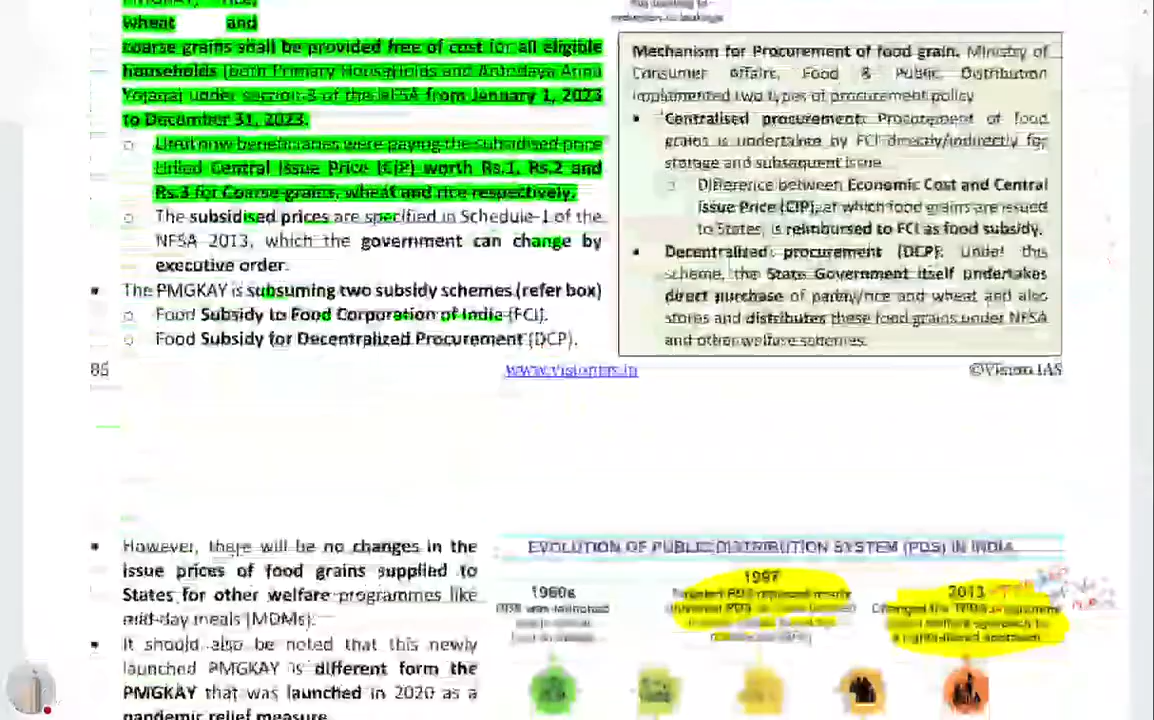 wheat and
coarse grains shall be provided free of cost for all eligible
households (both Primary Households and Antodaya Anna
Yojana) under section-3 of the NFSA from January 1, 2023
to December 31, 2023.
○ Until now beneficiaries were paying the subsidised price
Central Issue Price (CIP) worth Rs.1, Rs.2 and
Rs.3 for Coarse grains, wheat and rice respectively.
○ The subsidised prices are specified in Schedule-1 of the
NFSA 2013, which the government can change by
executive order.
• The PMGKAY is subsuming two subsidy schemes (refer box)
○ Food Subsidy to Food Corporation of India (FCI).
○ Food Subsidy for Decentralized Procurement (DCP).
Mechanism for Procurement of food grain. Ministry of
Consumer Affairs, Food & Public Distribution
implemented two types of procurement policy
• Centralised procurement: Procurement of food
grains is undertaken by FCI directly/indirectly for
storage and subsequent issue.
○ Difference between Economic Cost and Central
Issue Price (CIP), at which food grains are issued
to States, is reimbursed to FCI as food subsidy.
• Decentralised procurement (DCP): Under this
scheme, the State Government itself undertakes
direct purchase of paddy/rice and wheat and also
stores and distributes these food grains under NFSA
and other welfare schemes.
86
www.visionias.in
©Vision IAS
• However, there will be no changes in the
issue prices of food grains supplied to
States for other welfare programmes like
mid-day meals (MDMs).
• It should also be noted that this newly
launched PMGKAY is different form the
PMGKAY that was launched in 2020 as a
pandemic relief measure
EVOLUTION OF PUBLIC DISTRIBUTION SYSTEM (PDS) IN INDIA
1960s
PDS was launched
1997
Targeted PDS replaced
2013